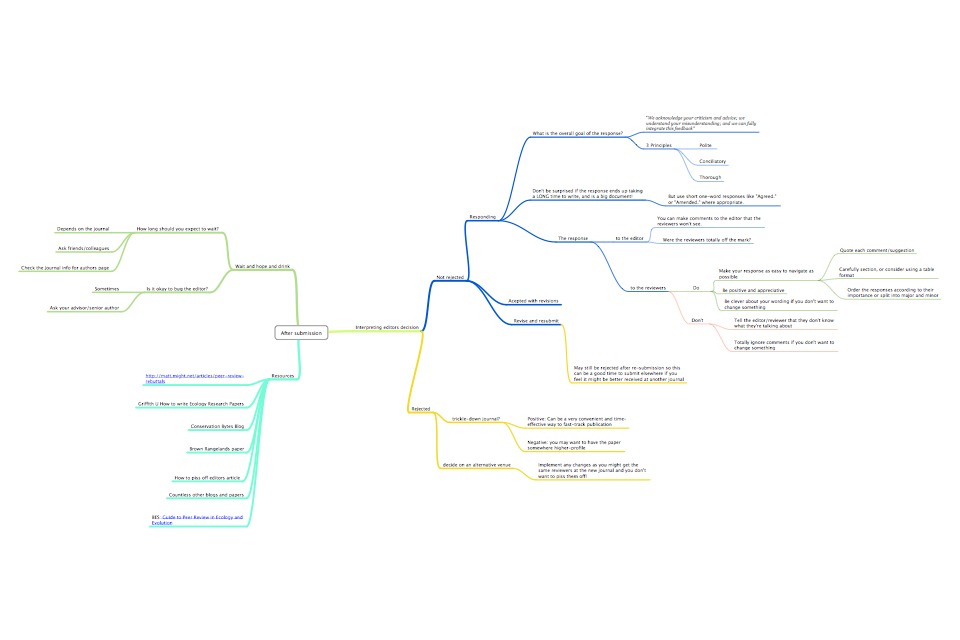 After submission
Wait and hope and drink
How long should you expect to wait?
Depends on the journal
Ask friends/colleagues
Check the journal info for authors page
Is it okay to bug the editor?
Sometimes
Ask your advisor/senior author
Resources
http://matt.might.net/articles/peer-review-
rebuttals
Griffith U How to write Ecology Research Papers
Conservation Bytes Blog
Brown Rangelands paper
How to piss off editors article
Countless other blogs and papers
BES: Guide to Peer Review in Ecology and
Evolution
Interpreting editors decision
Not rejected
Responding
What is the overall goal of the response?
"We acknowledge your criticism and advice, we
understand your misunderstanding; and we can fully
integrate this feedback"
3 Principles
Polite
Conciliatory
Thorough
Don't be surprised if the response ends up taking
a LONG time to write, and is a big document!
But use short one-word responses like "Agreed."
or "Amended." where appropriate.
The response
to the editor
You can make comments to the editor that the
reviewers won't see.
Were the reviewers totally off the mark?
to the reviewers
Do
Make your response as easy to navigate as
possible
Quote each comment/suggestion
Carefully section, or consider using a table
format
Order the responses according to their
importance or split into major and minor
Be positive and appreciative
Be clever about your wording if you don't want to
change something
Don't
Tell the editor/reviewer that they don't know
what they're talking about
Totally ignore comments if you don't want to
change something
Acepted with revisions
Revise and resubmit
May still be rejected after re-submission so this
can be a good time to submit elsewhere if you
feel it might be better received at another journal
Rejected
trickle-down journal?
Positive: Can be a very convenient and time-
effective way to fast-track publication
Negative: you may want to have the paper
somewhere higher-profile
decide on an alternative venue
Implement any changes as you might get the
same reviewers at the new journal and you don't
want to piss them off!